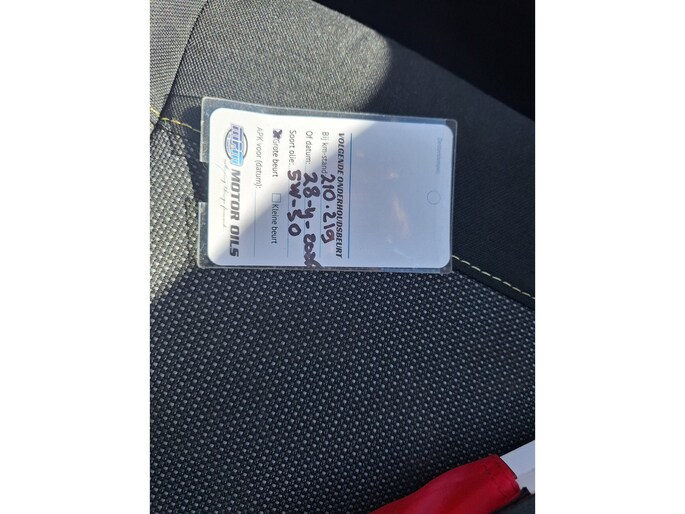 VOLGENDE ONDERHOUDSBEURT
Bij km-stand: 210.219
Of datum: 28-4-2026
Soort olie: 5W-30
Grote beurt Kleine beurt
APK voor (datum):
mpm MOTOR OILS